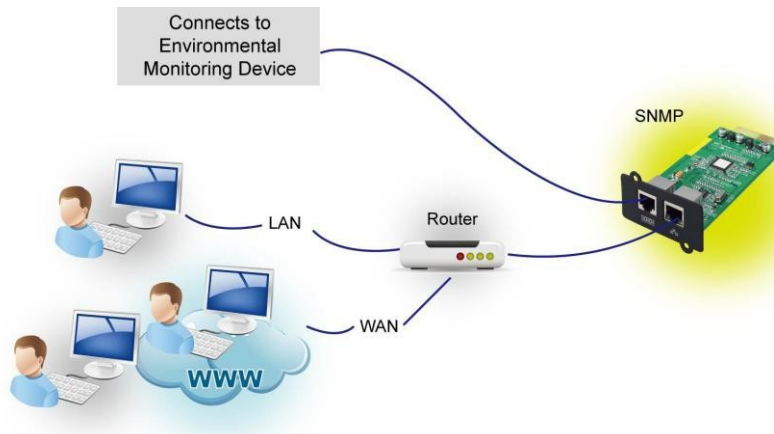 Connects to
Environmental
Monitoring Device
SNMP
LAN
Router
WAN
www